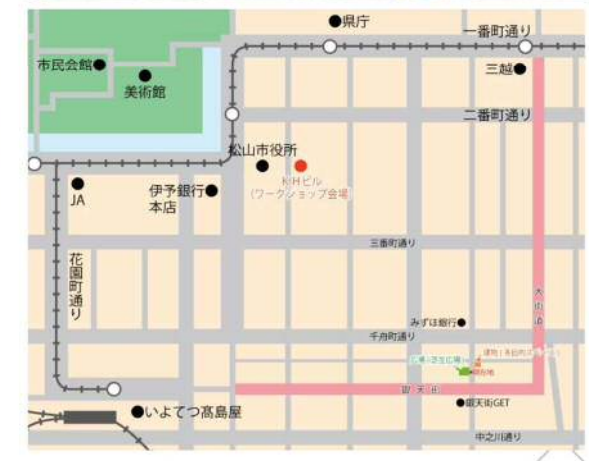 県庁
一番町通り
市民会館
三越
美術館
二番町通り
松山市役所
KHビル
(ワークショップ会場)
JA
伊予銀行
本店
三番町通り
花園町通り
大街道
みずほ銀行
千舟町通り
銀天街
いよてつ髙島屋
銀天街GET
中之川通り